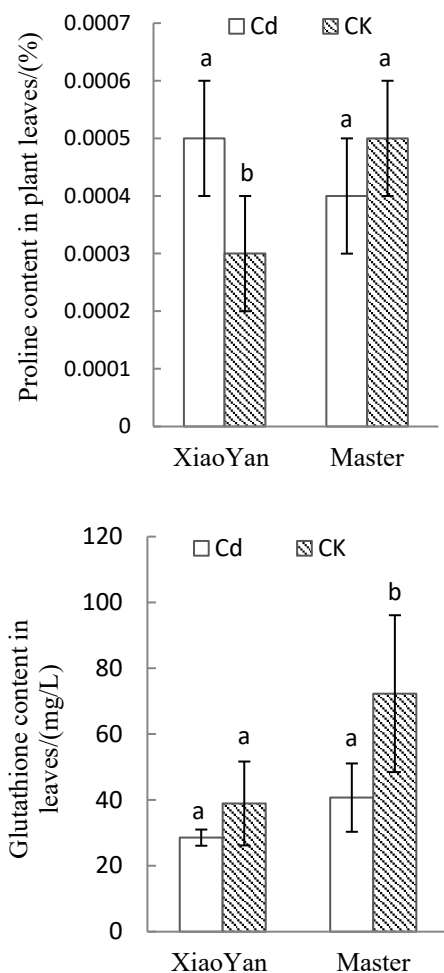 0.0007
Cd CK
a a
0.0006
a
0.0005
b
0.0004
0.0003
0.0002
0.0001
0
Proline content in plant leaves/(%)
XiaoYan Master
120
Cd CK
100
b
80
a a
60
a
40
20
0
Glutathione content in
leaves/(mg/L)
XiaoYan Master